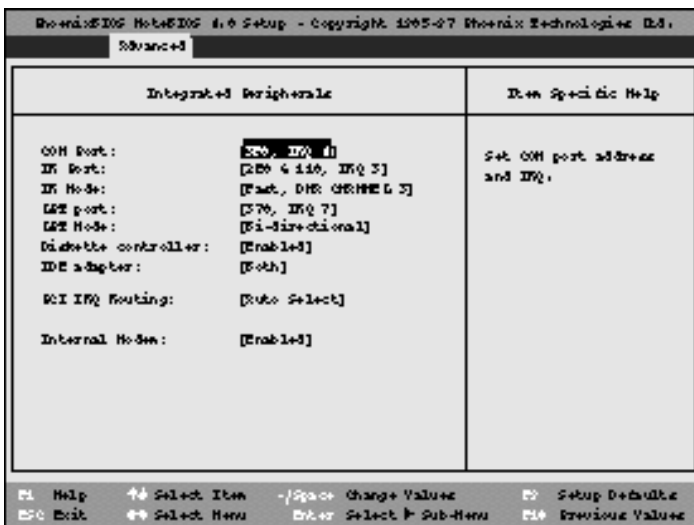 PhoenixBIOS NoteBIOS 4.0 Setup - Copyright 1985-97 Phoenix Technologies Ltd.
Advanced
Integrated Peripherals
Item Specific Help
COM Port: [3F8, IRQ 4]
Set COM port address
and IRQ.
IR Port: [2E8 & 110, IRQ 3]
IR Mode: [Fast, DMA CHANNEL 3]
LPT port: [378, IRQ 7]
LPT Mode: [Bi-directional]
Diskette controller: [Enabled]
IDE adapter: [Both]
PCI IRQ Routing: [Auto Select]
Internal Modem: [Enabled]
F1 Help ↑↓ Select Item -/Space Change Values F9 Setup Defaults
ESC Exit ←→ Select Menu Enter Select ▶ Sub-Menu F10 Previous Values